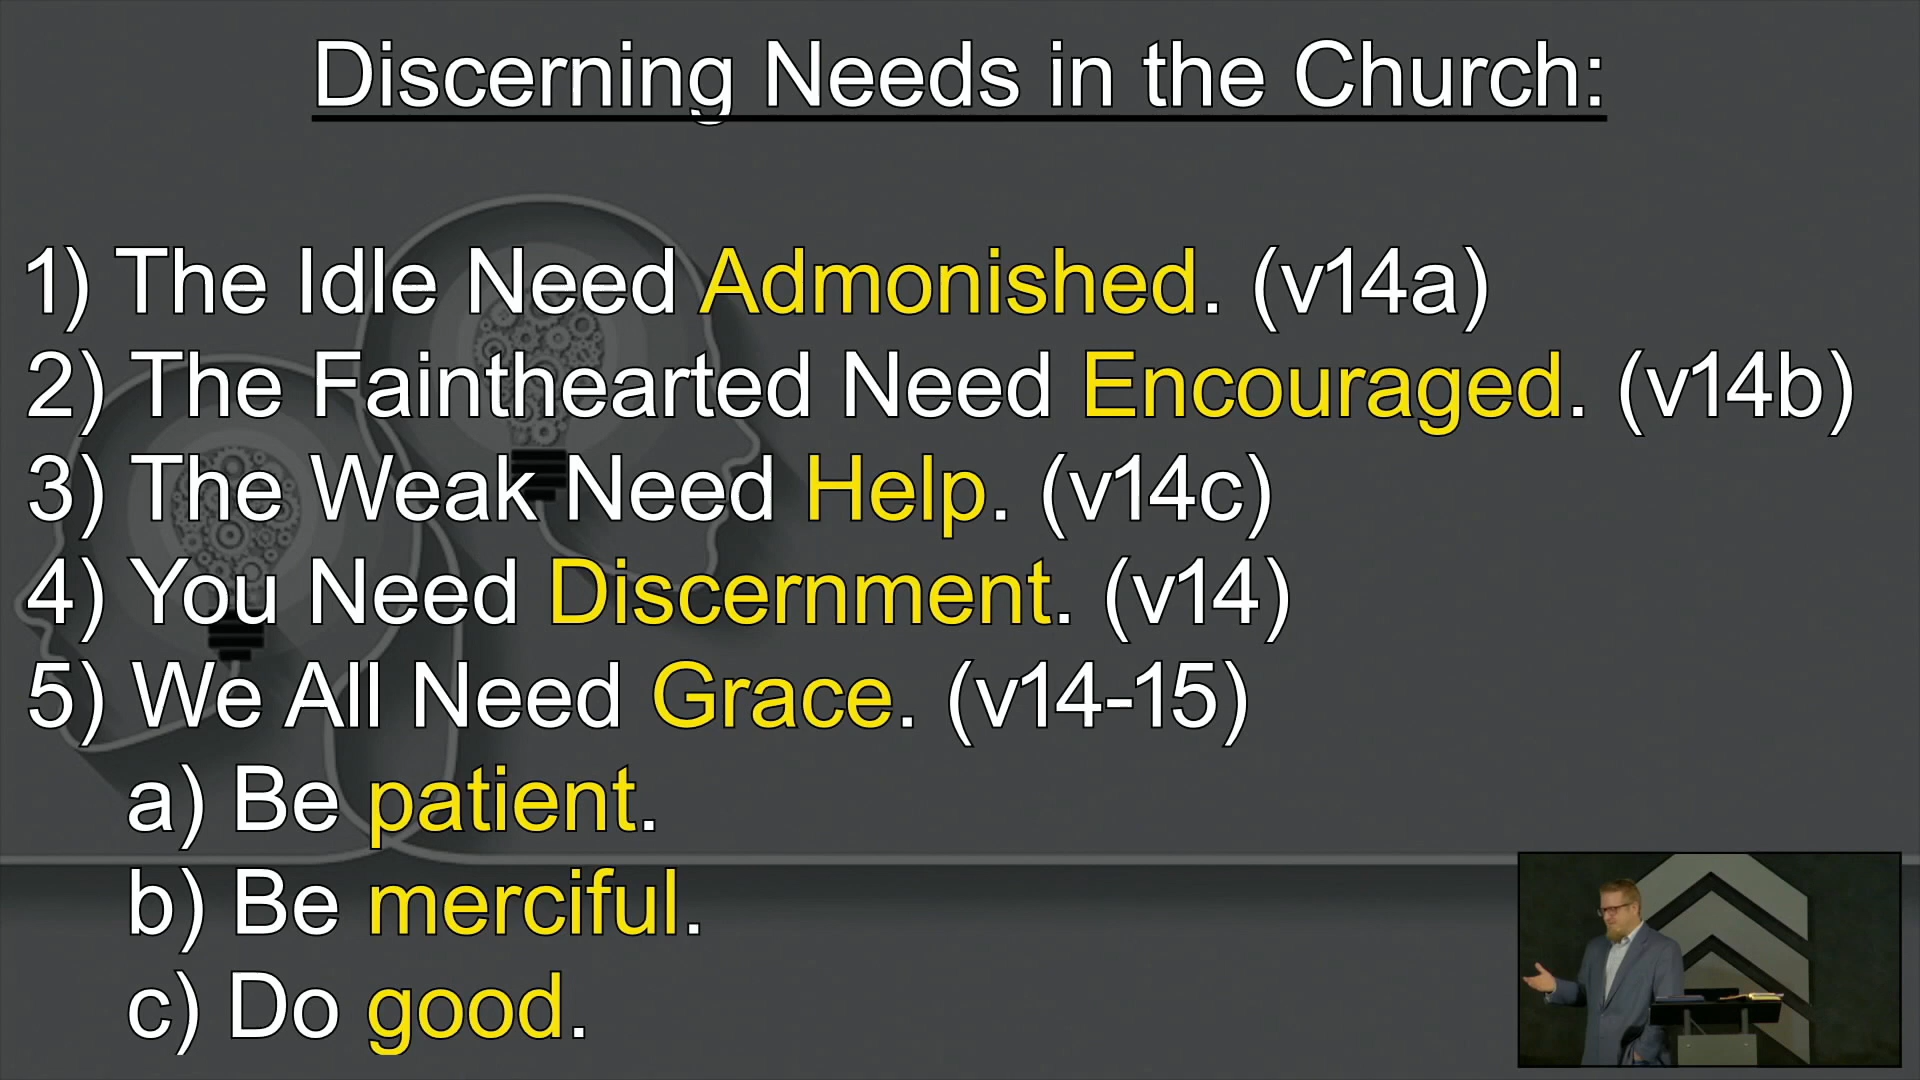 Discerning Needs in the Church:
1) The Idle Need Admonished. (v14a)
2) The Fainthearted Need Encouraged. (v14b)
3) The Weak Need Help. (v14c)
4) You Need Discernment. (v14)
5) We All Need Grace. (v14-15)
a) Be patient.
b) Be merciful.
c) Do good.